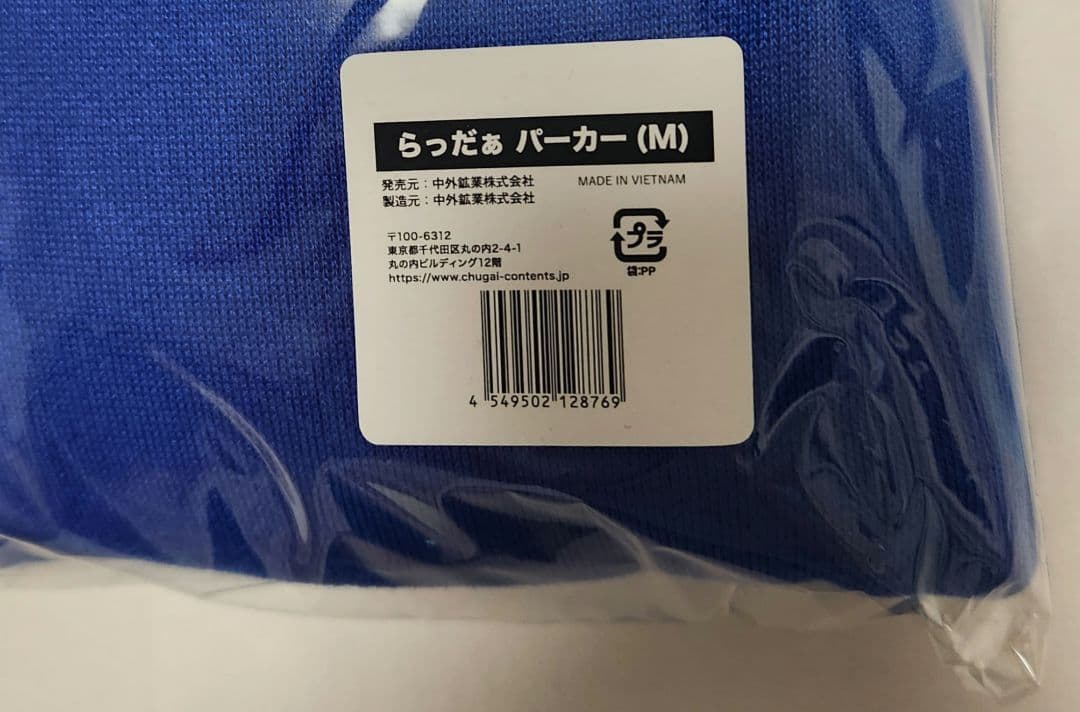 らっだぁ パーカー (M)
発売元：中外鉱業株式会社 MADE IN VIETNAM
製造元：中外鉱業株式会社
〒100-6312
東京都千代田区丸の内2-4-1
丸の内ビルディング12階
https://www.chugai-contents.jp
プラ
袋:PP
4 549502 128769